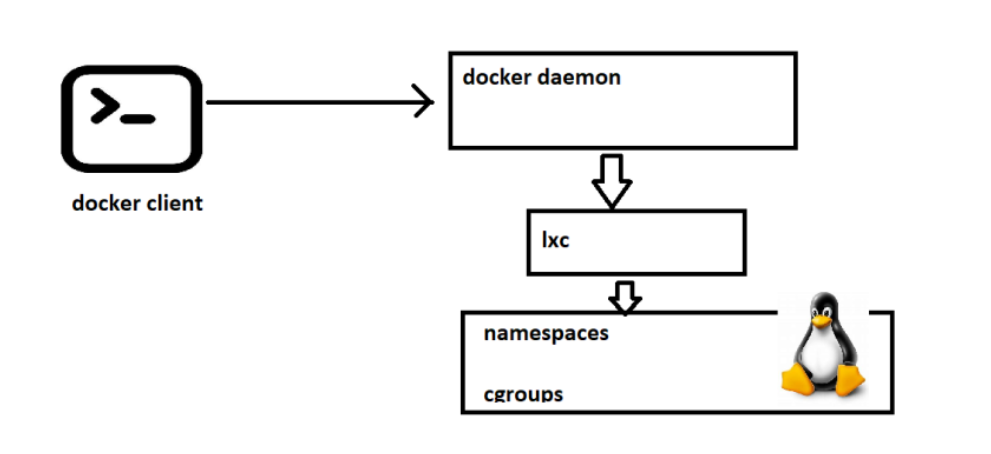 docker daemon
docker client
lxc
namespaces
cgroups